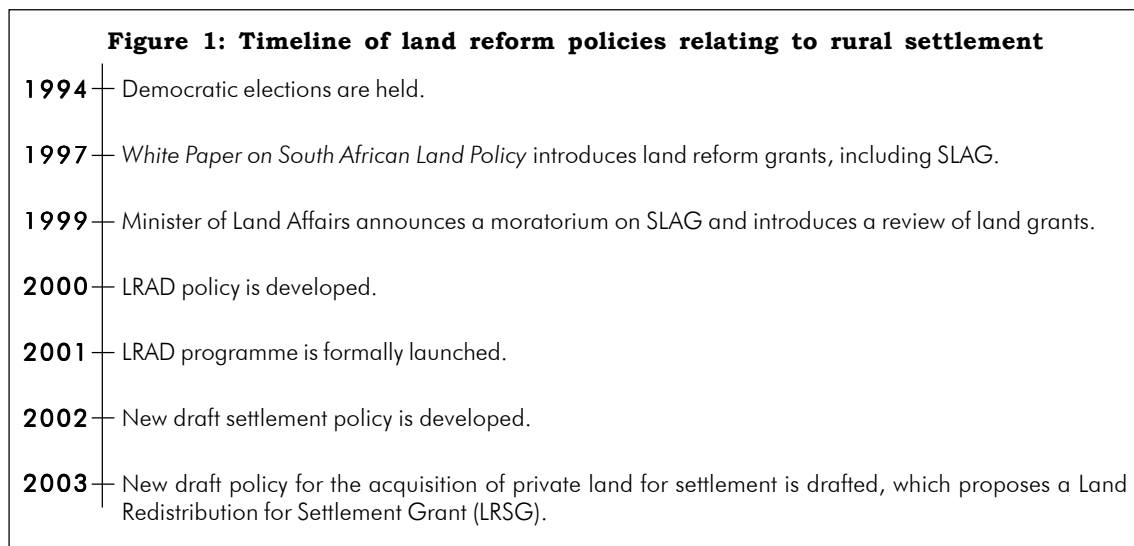 Figure 1: Timeline of land reform policies relating to rural settlement
1994 Democratic elections are held.
1997 White Paper on South African Land Policy introduces land reform grants, including SLAG.
1999 Minister of Land Affairs announces a moratorium on SLAG and introduces a review of land grants.
2000 LRAD policy is developed.
2001 LRAD programme is formally launched.
2002 New draft settlement policy is developed.
2003 New draft policy for the acquisition of private land for settlement is drafted, which proposes a Land
Redistribution for Settlement Grant (LRSG).